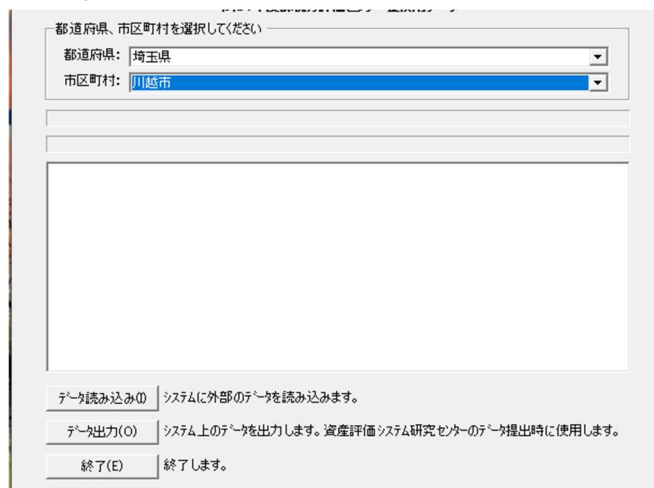 都道府県、市区町村を選択してください
都道府県: 埼玉県
市区町村: 川越市
データ読み込み(I) システムに外部のデータを読み込みます。
データ出力(O) システム上のデータを出力します。資産評価システム研究センターのデータ提出時に使用します。
終了(E) 終了します。